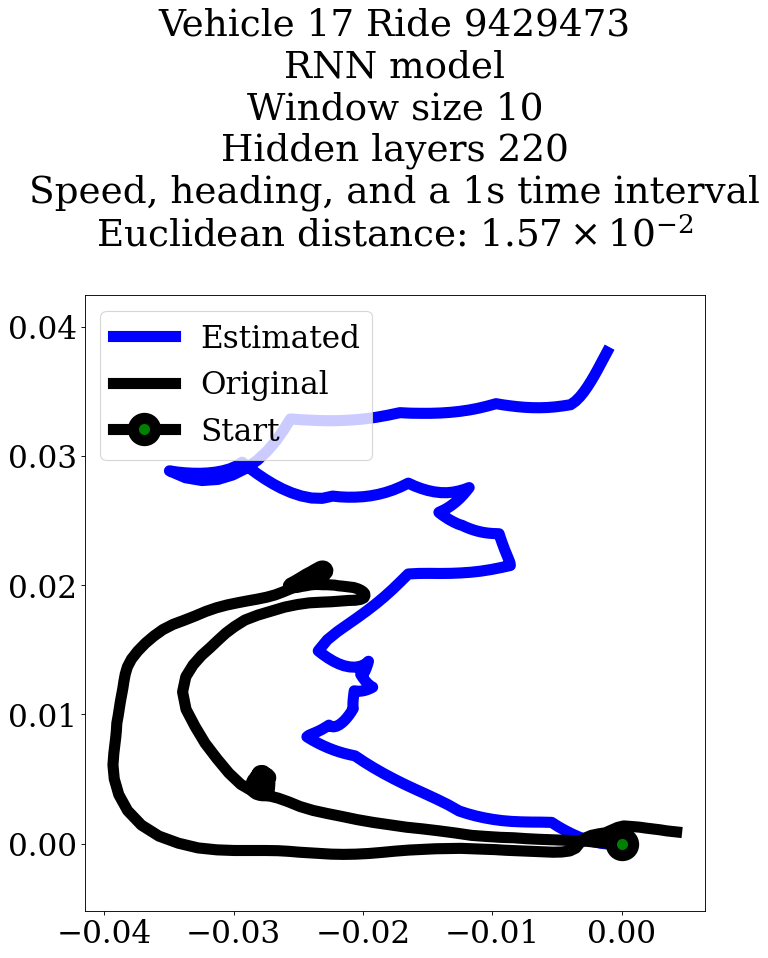 Vehicle 17 Ride 9429473
RNN model
Window size 10
Hidden layers 220
Speed, heading, and a 1s time interval
Euclidean distance: 1.57 × 10⁻²
Estimated
Original
Start
0.04
0.03
0.02
0.01
0.00
−0.04 −0.03 −0.02 −0.01 0.00